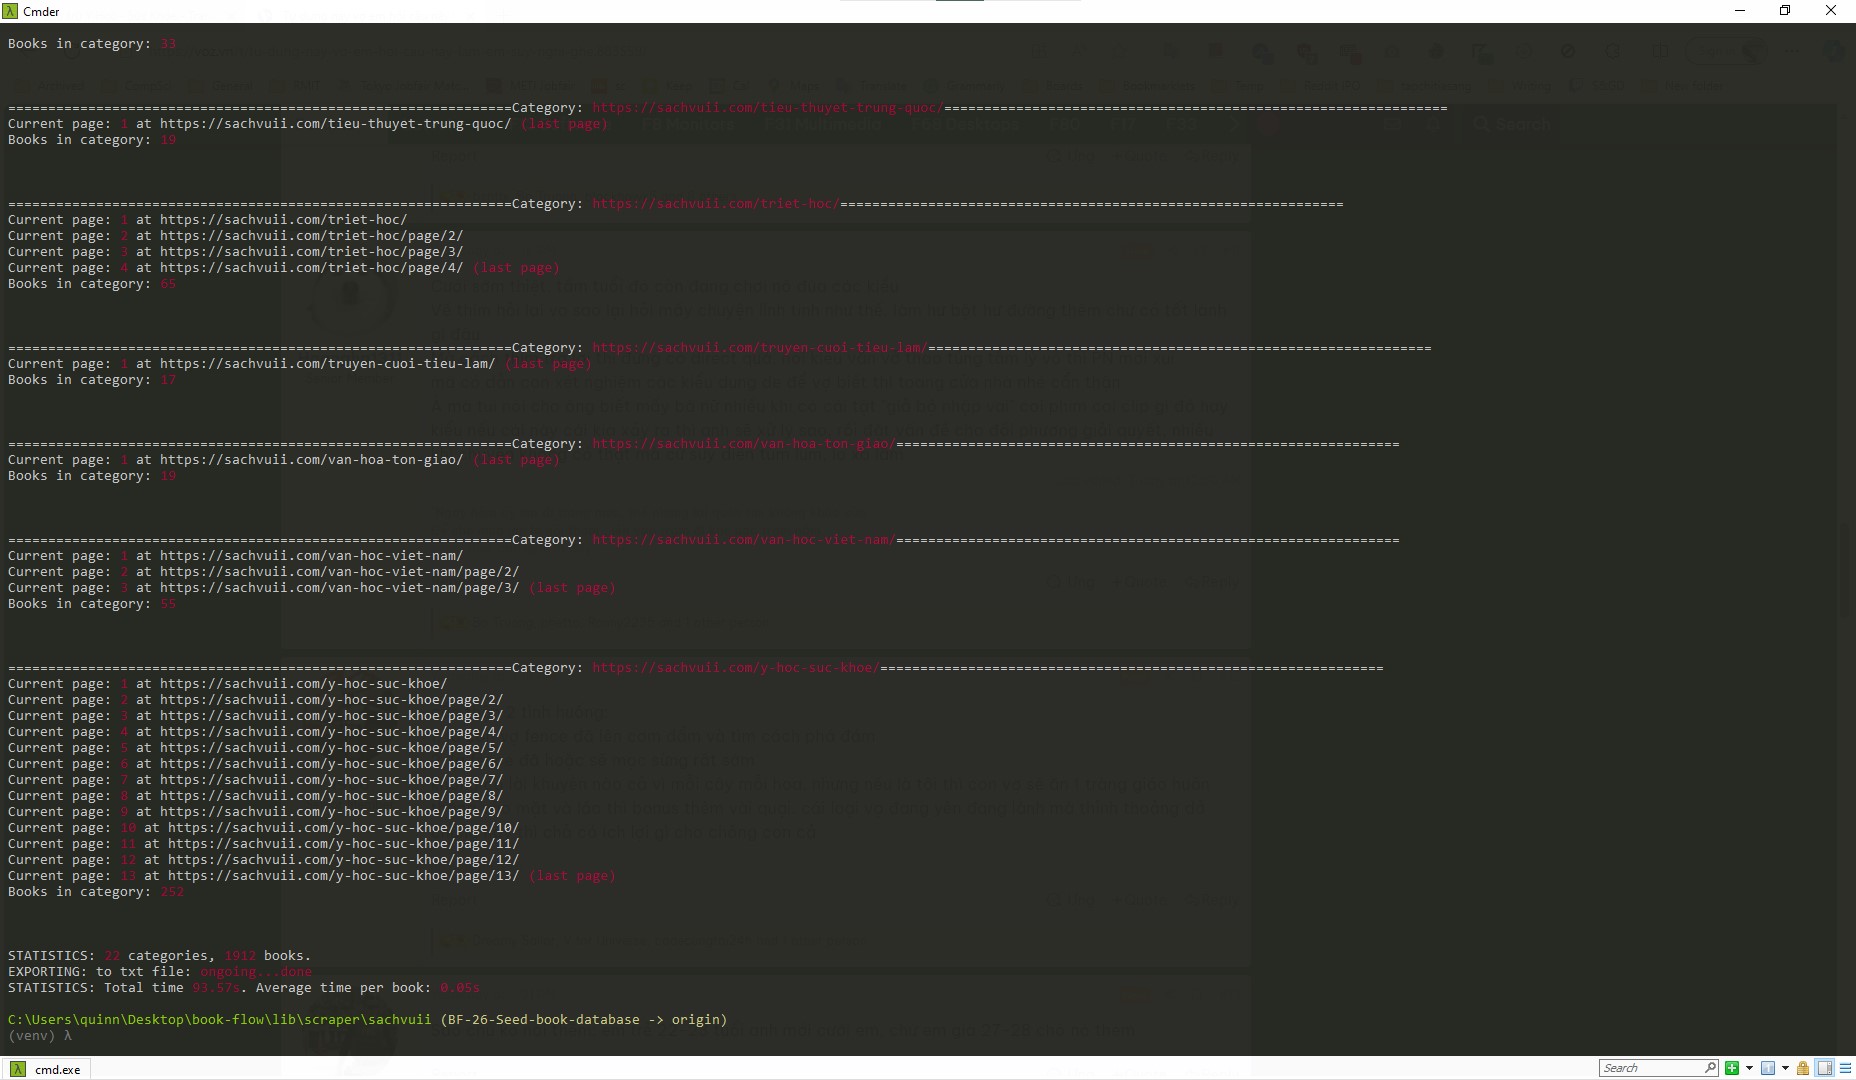 Cmder
Books in category: 33
===============================================================Category: https://sachvuii.com/tieu-thuyet-trung-quoc/===============================================================
Current page: 1 at https://sachvuii.com/tieu-thuyet-trung-quoc/ (last page)
Books in category: 19
===============================================================Category: https://sachvuii.com/triet-hoc/===============================================================
Current page: 1 at https://sachvuii.com/triet-hoc/
Current page: 2 at https://sachvuii.com/triet-hoc/page/2/
Current page: 3 at https://sachvuii.com/triet-hoc/page/3/
Current page: 4 at https://sachvuii.com/triet-hoc/page/4/ (last page)
Books in category: 65
===============================================================Category: https://sachvuii.com/truyen-cuoi-tieu-lam/===============================================================
Current page: 1 at https://sachvuii.com/truyen-cuoi-tieu-lam/ (last page)
Books in category: 17
===============================================================Category: https://sachvuii.com/van-hoa-ton-giao/===============================================================
Current page: 1 at https://sachvuii.com/van-hoa-ton-giao/ (last page)
Books in category: 19
===============================================================Category: https://sachvuii.com/van-hoc-viet-nam/===============================================================
Current page: 1 at https://sachvuii.com/van-hoc-viet-nam/
Current page: 2 at https://sachvuii.com/van-hoc-viet-nam/page/2/
Current page: 3 at https://sachvuii.com/van-hoc-viet-nam/page/3/ (last page)
Books in category: 55
===============================================================Category: https://sachvuii.com/y-hoc-suc-khoe/===============================================================
Current page: 1 at https://sachvuii.com/y-hoc-suc-khoe/
Current page: 2 at https://sachvuii.com/y-hoc-suc-khoe/page/2/
Current page: 3 at https://sachvuii.com/y-hoc-suc-khoe/page/3/
Current page: 4 at https://sachvuii.com/y-hoc-suc-khoe/page/4/
Current page: 5 at https://sachvuii.com/y-hoc-suc-khoe/page/5/
Current page: 6 at https://sachvuii.com/y-hoc-suc-khoe/page/6/
Current page: 7 at https://sachvuii.com/y-hoc-suc-khoe/page/7/
Current page: 8 at https://sachvuii.com/y-hoc-suc-khoe/page/8/
Current page: 9 at https://sachvuii.com/y-hoc-suc-khoe/page/9/
Current page: 10 at https://sachvuii.com/y-hoc-suc-khoe/page/10/
Current page: 11 at https://sachvuii.com/y-hoc-suc-khoe/page/11/
Current page: 12 at https://sachvuii.com/y-hoc-suc-khoe/page/12/
Current page: 13 at https://sachvuii.com/y-hoc-suc-khoe/page/13/ (last page)
Books in category: 252
STATISTICS: 22 categories, 1912 books.
EXPORTING: to txt file: ongoing...done
STATISTICS: Total time 93.57s. Average time per book: 0.05s
C:\Users\quinn\Desktop\book-flow\lib\scraper\sachvuii (BF-26-Seed-book-database -> origin)
(venv) λ
cmd.exe
Search